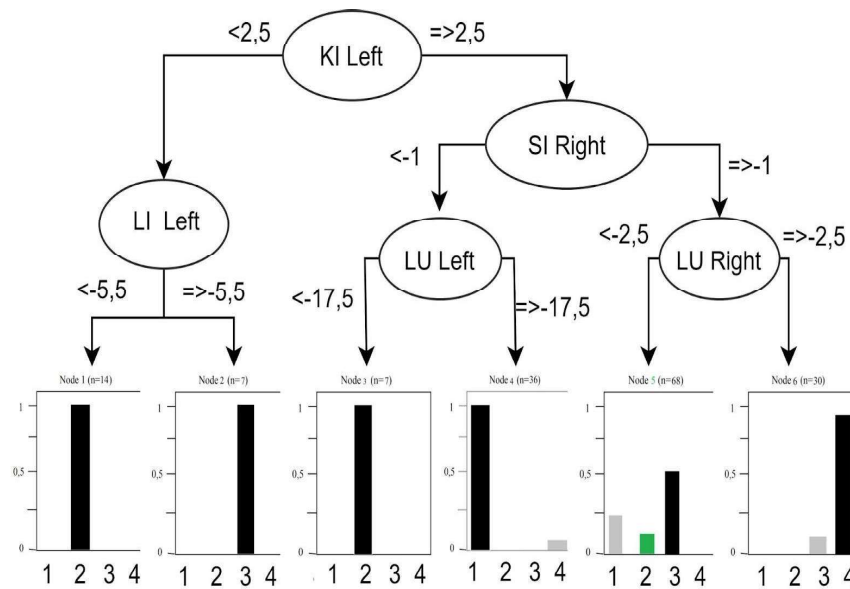 <2,5
=>2,5
KI Left
SI Right
<-1
=>-1
LI Left
LU Left
LU Right
<-2,5
=>-2,5
<-5,5
=>-5,5
<-17,5
=>-17,5
Node 1 (n=14)
Node 2 (n=7)
Node 3 (n=7)
Node 4 (n=36)
Node 5 (n=68)
Node 6 (n=30)
1 1 1 1 1 1
0,5 0,5 0,5 0,5 0,5 0,5
0 0 0 0 0 0
1 2 3 4 1 2 3 4 1 2 3 4 1 2 3 4 1 2 3 4 1 2 3 4